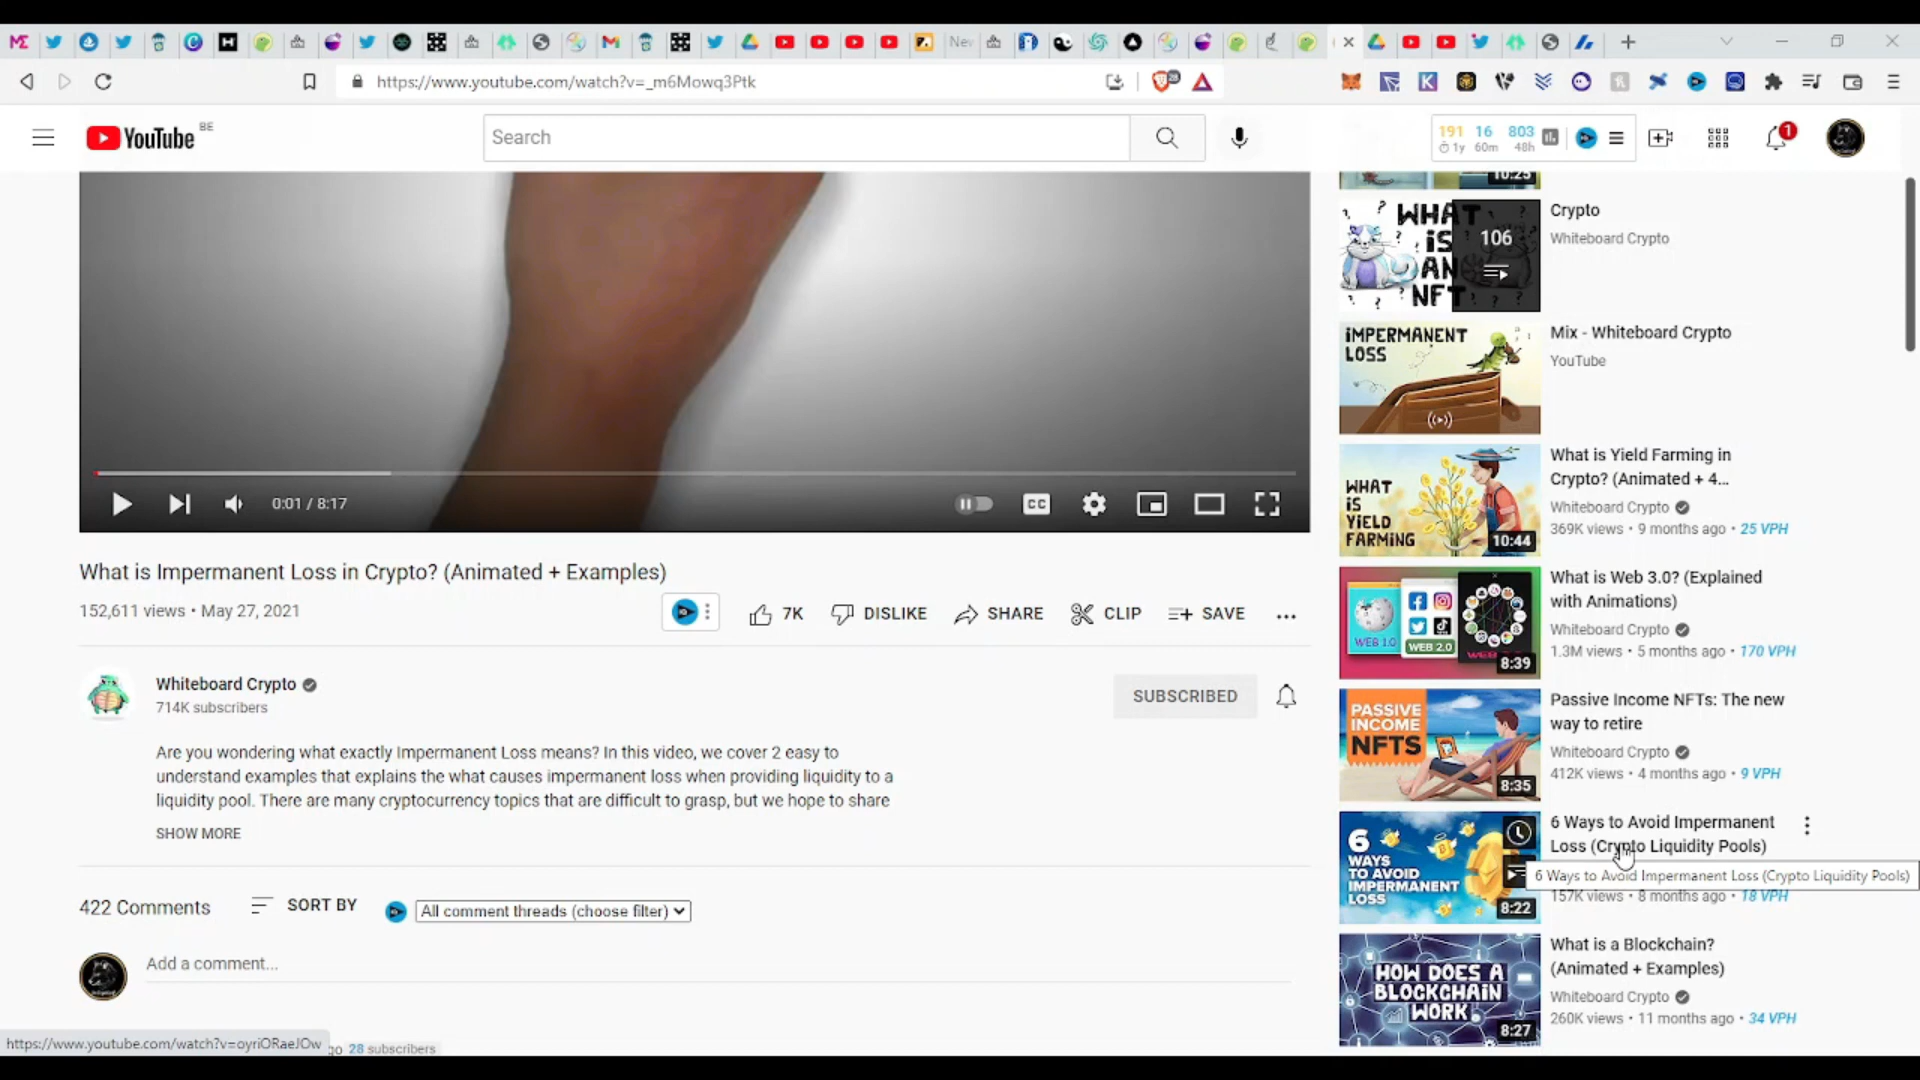 New
https://www.youtube.com/watch?v=_m6Mowq3Ptk
28
YouTube BE
Search
191 16 803
1y 60m 48h
1
10:25
WHAT
iS
AN
NFT
106
Crypto
Whiteboard Crypto
IMPERMANENT
LOSS
Mix - Whiteboard Crypto
YouTube
WHAT
iS
YiELD
FARMiNG
10:44
What is Yield Farming in
Crypto? (Animated + 4...
Whiteboard Crypto
369K views • 9 months ago • 25 VPH
0:01 / 8:17
CC
WEB 1.0
WEB 2.0
8:39
What is Web 3.0? (Explained
with Animations)
Whiteboard Crypto
1.3M views • 5 months ago • 170 VPH
What is Impermanent Loss in Crypto? (Animated + Examples)
152,611 views • May 27, 2021
7K
DISLIKE
SHARE
CLIP
SAVE
Whiteboard Crypto
714K subscribers
SUBSCRIBED
Are you wondering what exactly Impermanent Loss means? In this video, we cover 2 easy to
understand examples that explains the what causes impermanent loss when providing liquidity to a
liquidity pool. There are many cryptocurrency topics that are difficult to grasp, but we hope to share
SHOW MORE
PASSIVE
INCOME
NFTS
8:35
Passive Income NFTs: The new
way to retire
Whiteboard Crypto
412K views • 4 months ago • 9 VPH
6
WAYS
TO AVOID
IMPERMANENT
LOSS
8:22
6 Ways to Avoid Impermanent
Loss (Crypto Liquidity Pools)
6 Ways to Avoid Impermanent Loss (Crypto Liquidity Pools)
157K views • 8 months ago • 18 VPH
422 Comments
SORT BY
All comment threads (choose filter)
Add a comment...
HOW DOES A
BLOCKCHAIN
WORK
8:27
What is a Blockchain?
(Animated + Examples)
Whiteboard Crypto
260K views • 11 months ago • 34 VPH
https://www.youtube.com/watch?v=oyriORaeJOw
go 28 subscribers